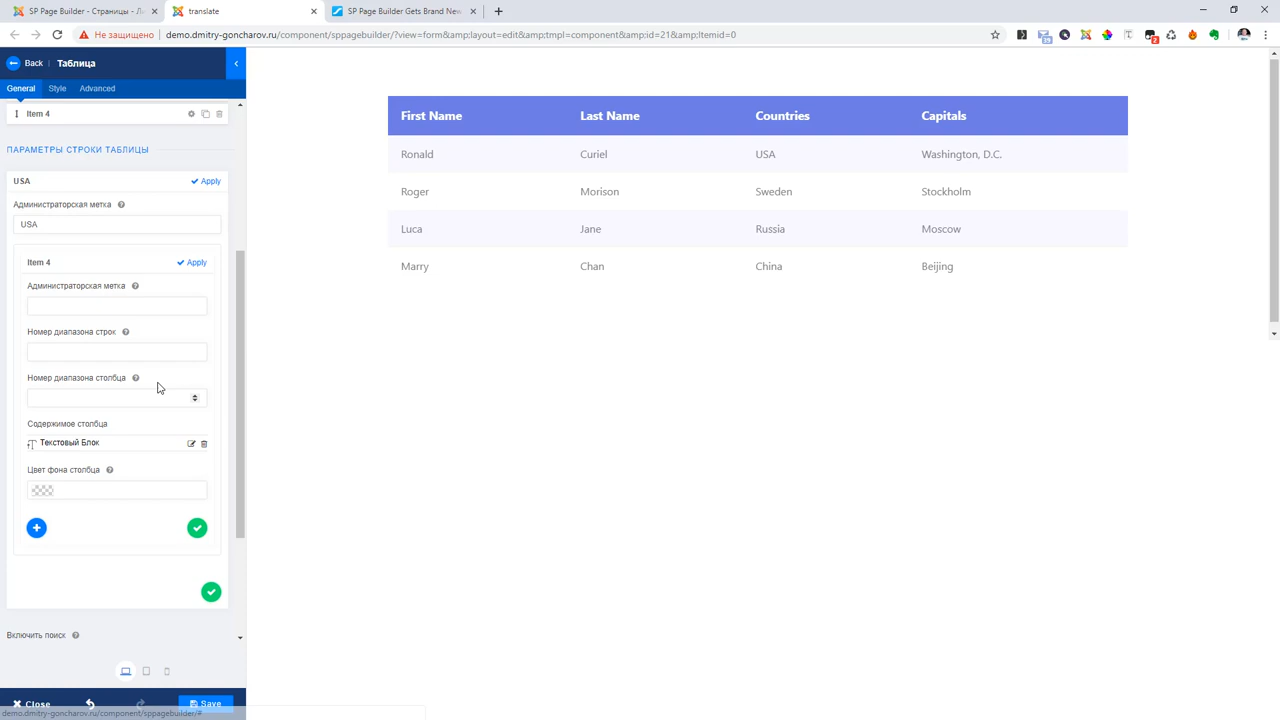 SP Page Builder - Страницы - Ли
translate
SP Page Builder Gets Brand New
Не защищено
demo.dmitry-goncharov.ru/component/sppagebuilder/?view=form&amp;layout=edit&amp;tmpl=component&amp;id=21&amp;Itemid=0
Back
Таблица
General
Style
Advanced
Item 4
ПАРАМЕТРЫ СТРОКИ ТАБЛИЦЫ
USA
Apply
Администраторская метка
USA
Item 4
Apply
Администраторская метка
Номер диапазона строк
Номер диапазона столбца
Содержимое столбца
Текстовый Блок
Цвет фона столбца
Включить поиск
Close
Save
demo.dmitry-goncharov.ru/component/sppagebuilder/#
First Name Last Name Countries Capitals
Ronald Curiel USA Washington, D.C.
Roger Morison Sweden Stockholm
Luca Jane Russia Moscow
Marry Chan China Beijing